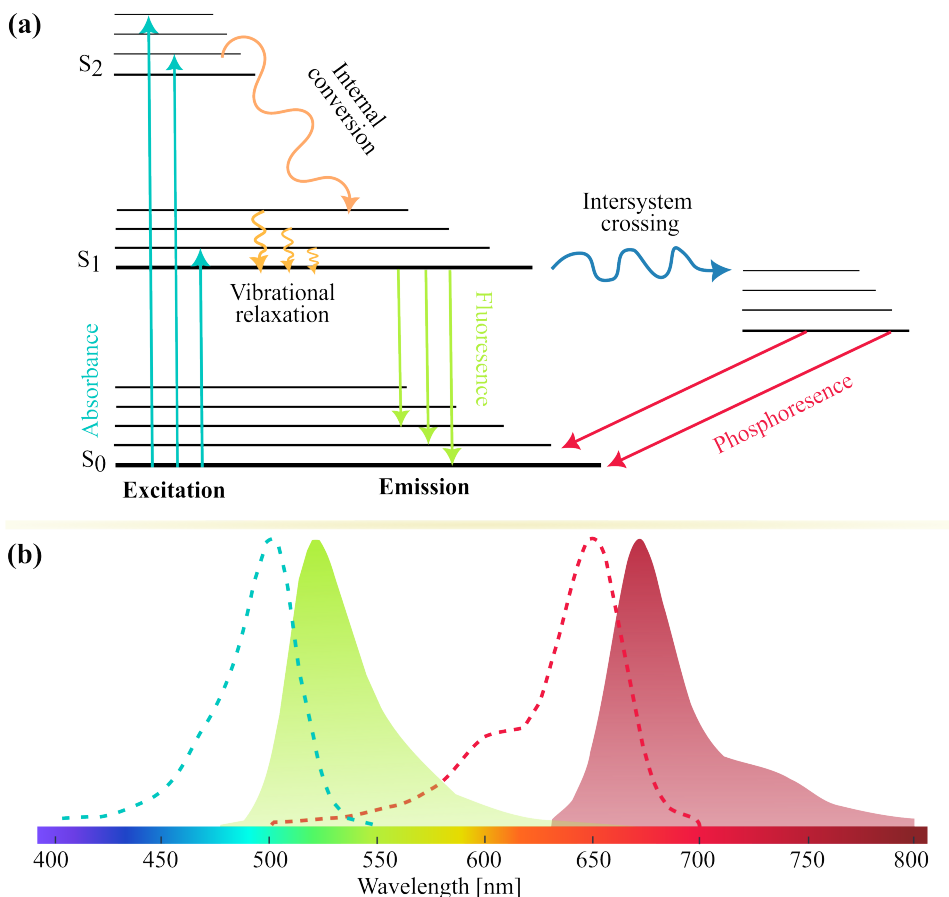 (a)
S2
Internal
conversion
Intersystem
crossing
S1
Vibrational
relaxation
Fluoresence
Absorbance
Phosphoresence
S0
Excitation
Emission
(b)
400 450 500 550 600 650 700 750 800
Wavelength [nm]